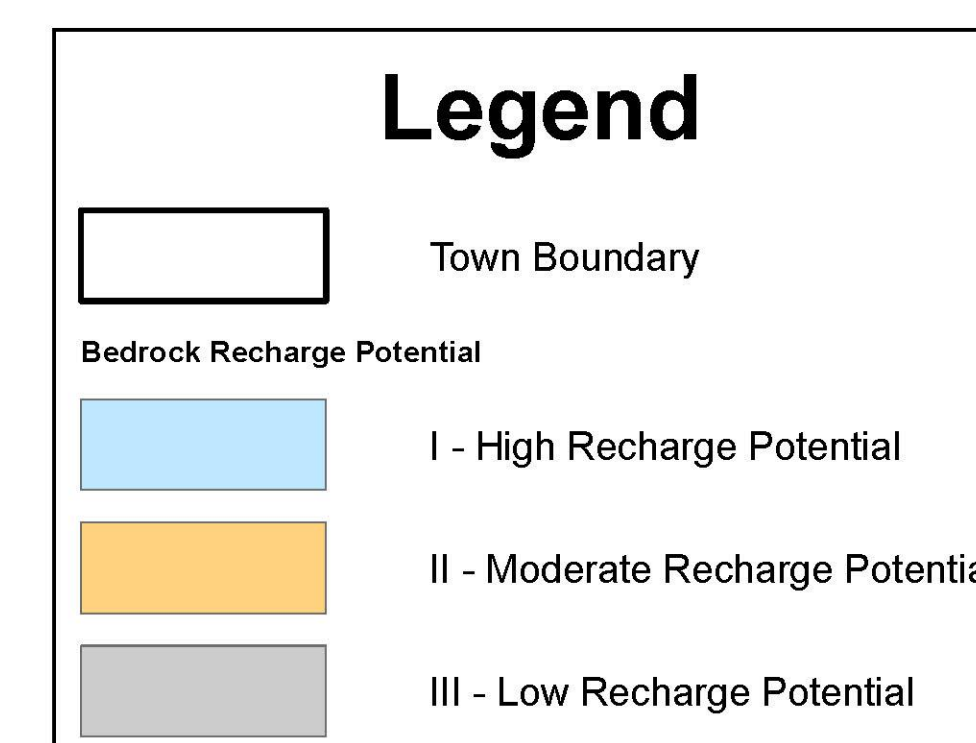 Legend
Town Boundary
Bedrock Recharge Potential
I - High Recharge Potential
II - Moderate Recharge Potentia
III - Low Recharge Potential